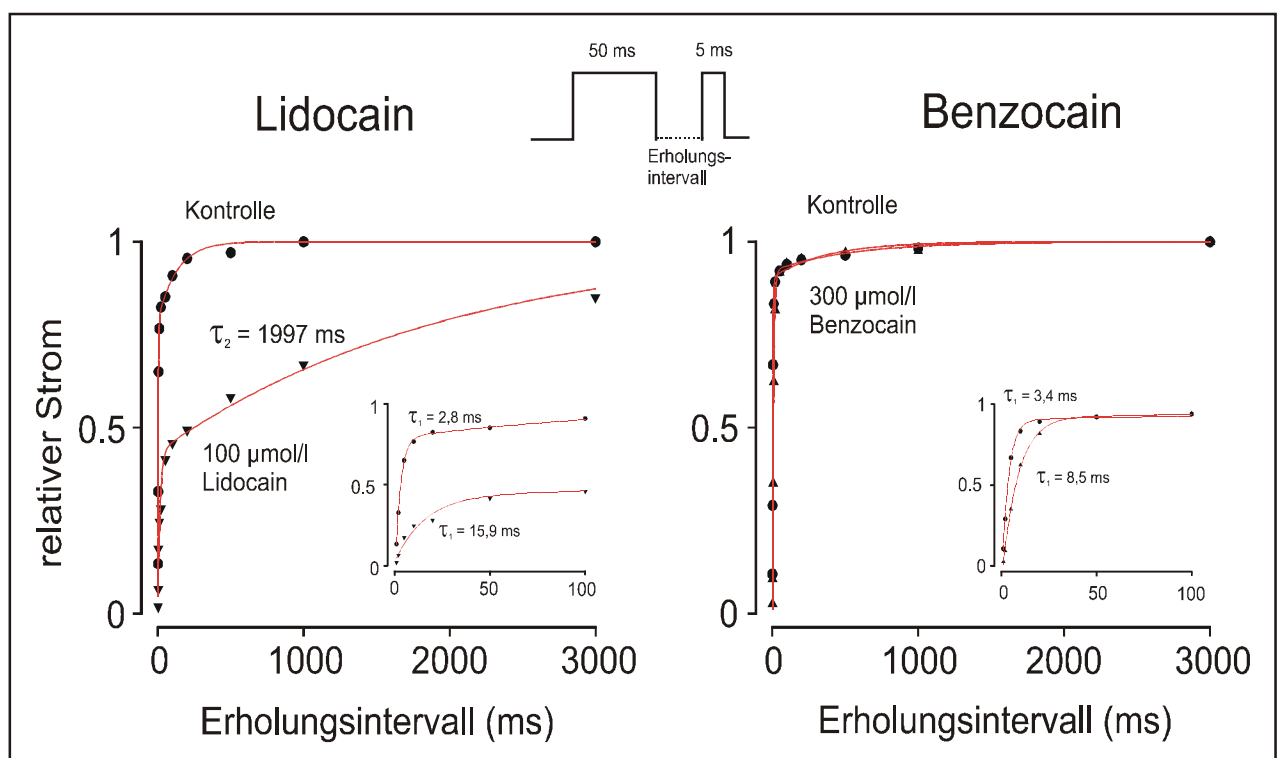 50 ms
5 ms
Lidocain
Benzocain
Erholungs-
intervall
Kontrolle
1
0.5
0
relativer Strom
τ2 = 1997 ms
100 µmol/l
Lidocain
1
0.5
0
τ1 = 2,8 ms
τ1 = 15,9 ms
0 50 100
0 1000 2000 3000
Erholungsintervall (ms)
Kontrolle
1
0.5
0
300 µmol/l
Benzocain
1
0.5
0
τ1 = 3,4 ms
τ1 = 8,5 ms
0 50 100
0 1000 2000 3000
Erholungsintervall (ms)